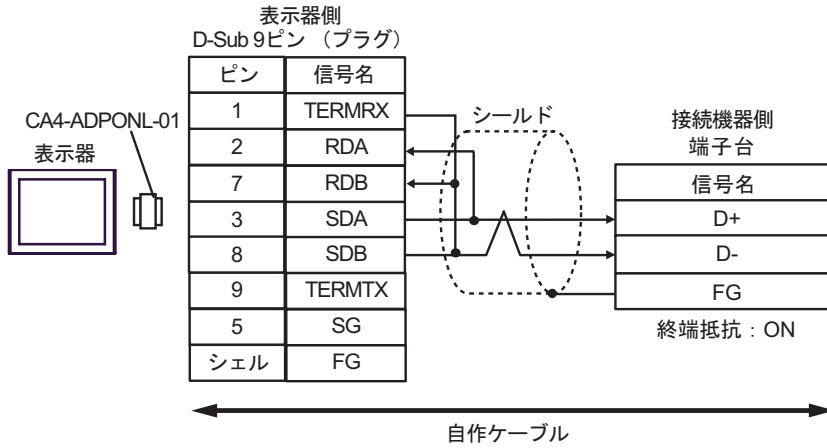 表示器側
D-Sub 9ピン （プラグ）
ピン 信号名
1 TERMRX
2 RDA
7 RDB
3 SDA
8 SDB
9 TERMTX
5 SG
シェル FG
CA4-ADPONL-01
表示器
シールド
接続機器側
端子台
信号名
D+
D-
FG
終端抵抗：ON
自作ケーブル